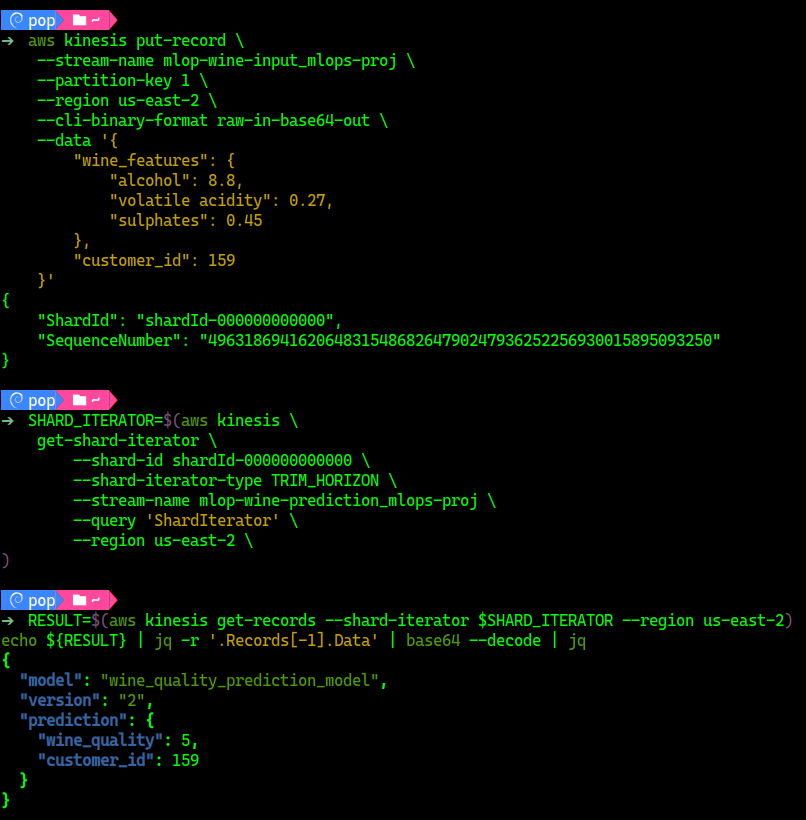 pop ~
→ aws kinesis put-record \
--stream-name mlop-wine-input_mlops-proj \
--partition-key 1 \
--region us-east-2 \
--cli-binary-format raw-in-base64-out \
--data '{
"wine_features": {
"alcohol": 8.8,
"volatile acidity": 0.27,
"sulphates": 0.45
},
"customer_id": 159
}'
{
"ShardId": "shardId-000000000000",
"SequenceNumber": "49631869416206483154868264790247936252256930015895093250"
}
pop ~
→ SHARD_ITERATOR=$(aws kinesis \
get-shard-iterator \
--shard-id shardId-000000000000 \
--shard-iterator-type TRIM_HORIZON \
--stream-name mlop-wine-prediction_mlops-proj \
--query 'ShardIterator' \
--region us-east-2 \
)
pop ~
→ RESULT=$(aws kinesis get-records --shard-iterator $SHARD_ITERATOR --region us-east-2)
echo ${RESULT} | jq -r '.Records[-1].Data' | base64 --decode | jq
{
"model": "wine_quality_prediction_model",
"version": "2",
"prediction": {
"wine_quality": 5,
"customer_id": 159
}
}